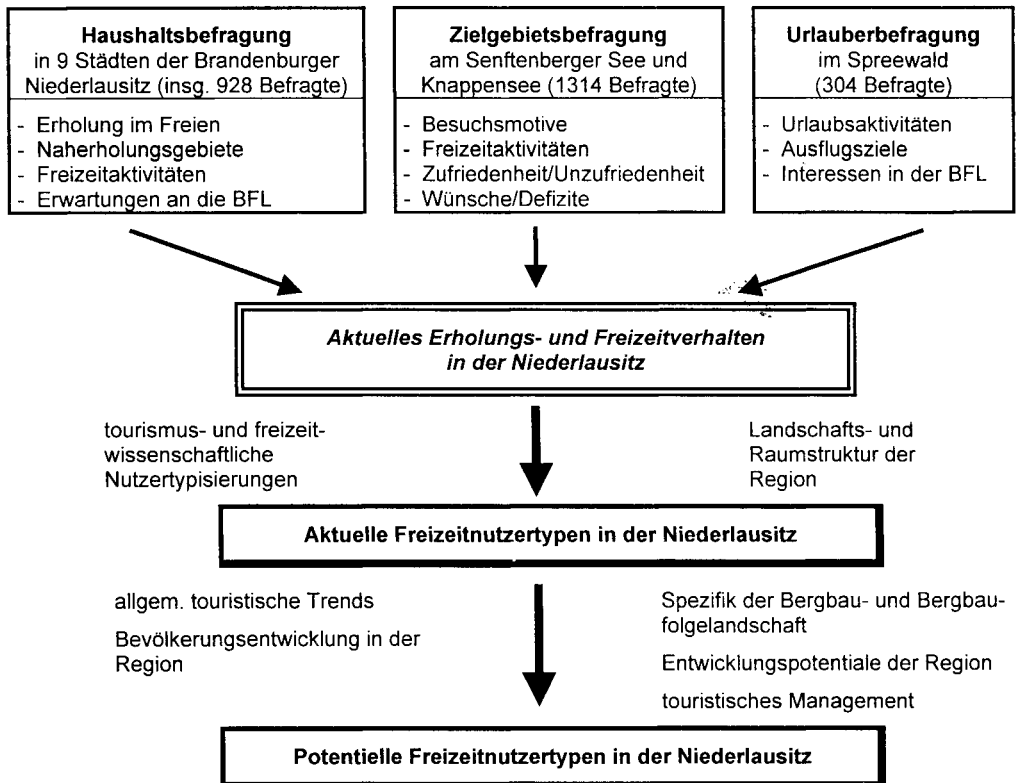 Haushaltsbefragung
in 9 Städten der Brandenburger
Niederlausitz (insg. 928 Befragte)
- Erholung im Freien
- Naherholungsgebiete
- Freizeitaktivitäten
- Erwartungen an die BFL
Zielgebietsbefragung
am Senftenberger See und
Knappensee (1314 Befragte)
- Besuchsmotive
- Freizeitaktivitäten
- Zufriedenheit/Unzufriedenheit
- Wünsche/Defizite
Urlauberbefragung
im Spreewald
(304 Befragte)
- Urlaubsaktivitäten
- Ausflugsziele
- Interessen in der BFL
Aktuelles Erholungs- und Freizeitverhalten
in der Niederlausitz
tourismus- und freizeit-
wissenschaftliche
Nutzertypisierungen
Landschafts- und
Raumstruktur der
Region
Aktuelle Freizeitnutzertypen in der Niederlausitz
allgem. touristische Trends
Bevölkerungsentwicklung in der
Region
Spezifik der Bergbau- und Bergbau-
folgelandschaft
Entwicklungspotentiale der Region
touristisches Management
Potentielle Freizeitnutzertypen in der Niederlausitz